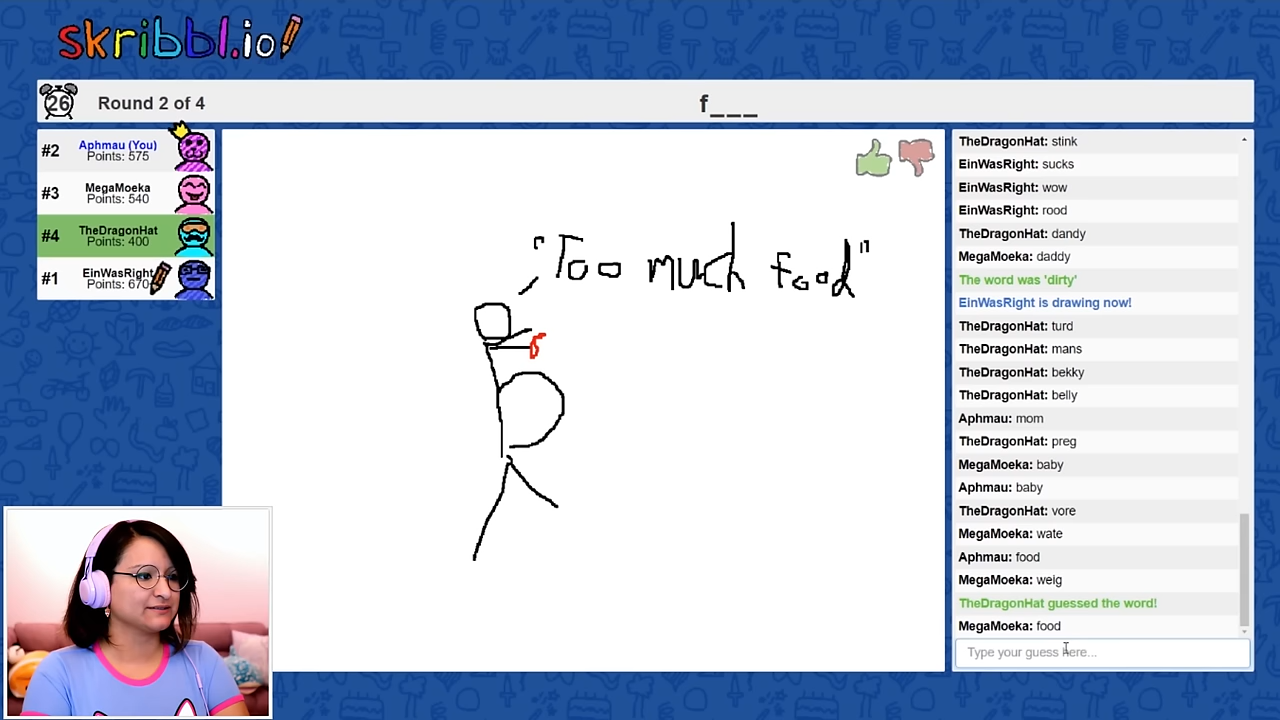 skribbl.io
26
Round 2 of 4
f___
#2
Aphmau (You)
Points: 575
#3
MegaMoeka
Points: 540
#4
TheDragonHat
Points: 400
#1
EinWasRight
Points: 670
"Too much food"
TheDragonHat: stink
EinWasRight: sucks
EinWasRight: wow
EinWasRight: rood
TheDragonHat: dandy
MegaMoeka: daddy
The word was 'dirty'
EinWasRight is drawing now!
TheDragonHat: turd
TheDragonHat: mans
TheDragonHat: bekky
TheDragonHat: belly
Aphmau: mom
TheDragonHat: preg
MegaMoeka: baby
Aphmau: baby
TheDragonHat: vore
MegaMoeka: wate
Aphmau: food
MegaMoeka: weig
TheDragonHat guessed the word!
MegaMoeka: food
Type your guess here...